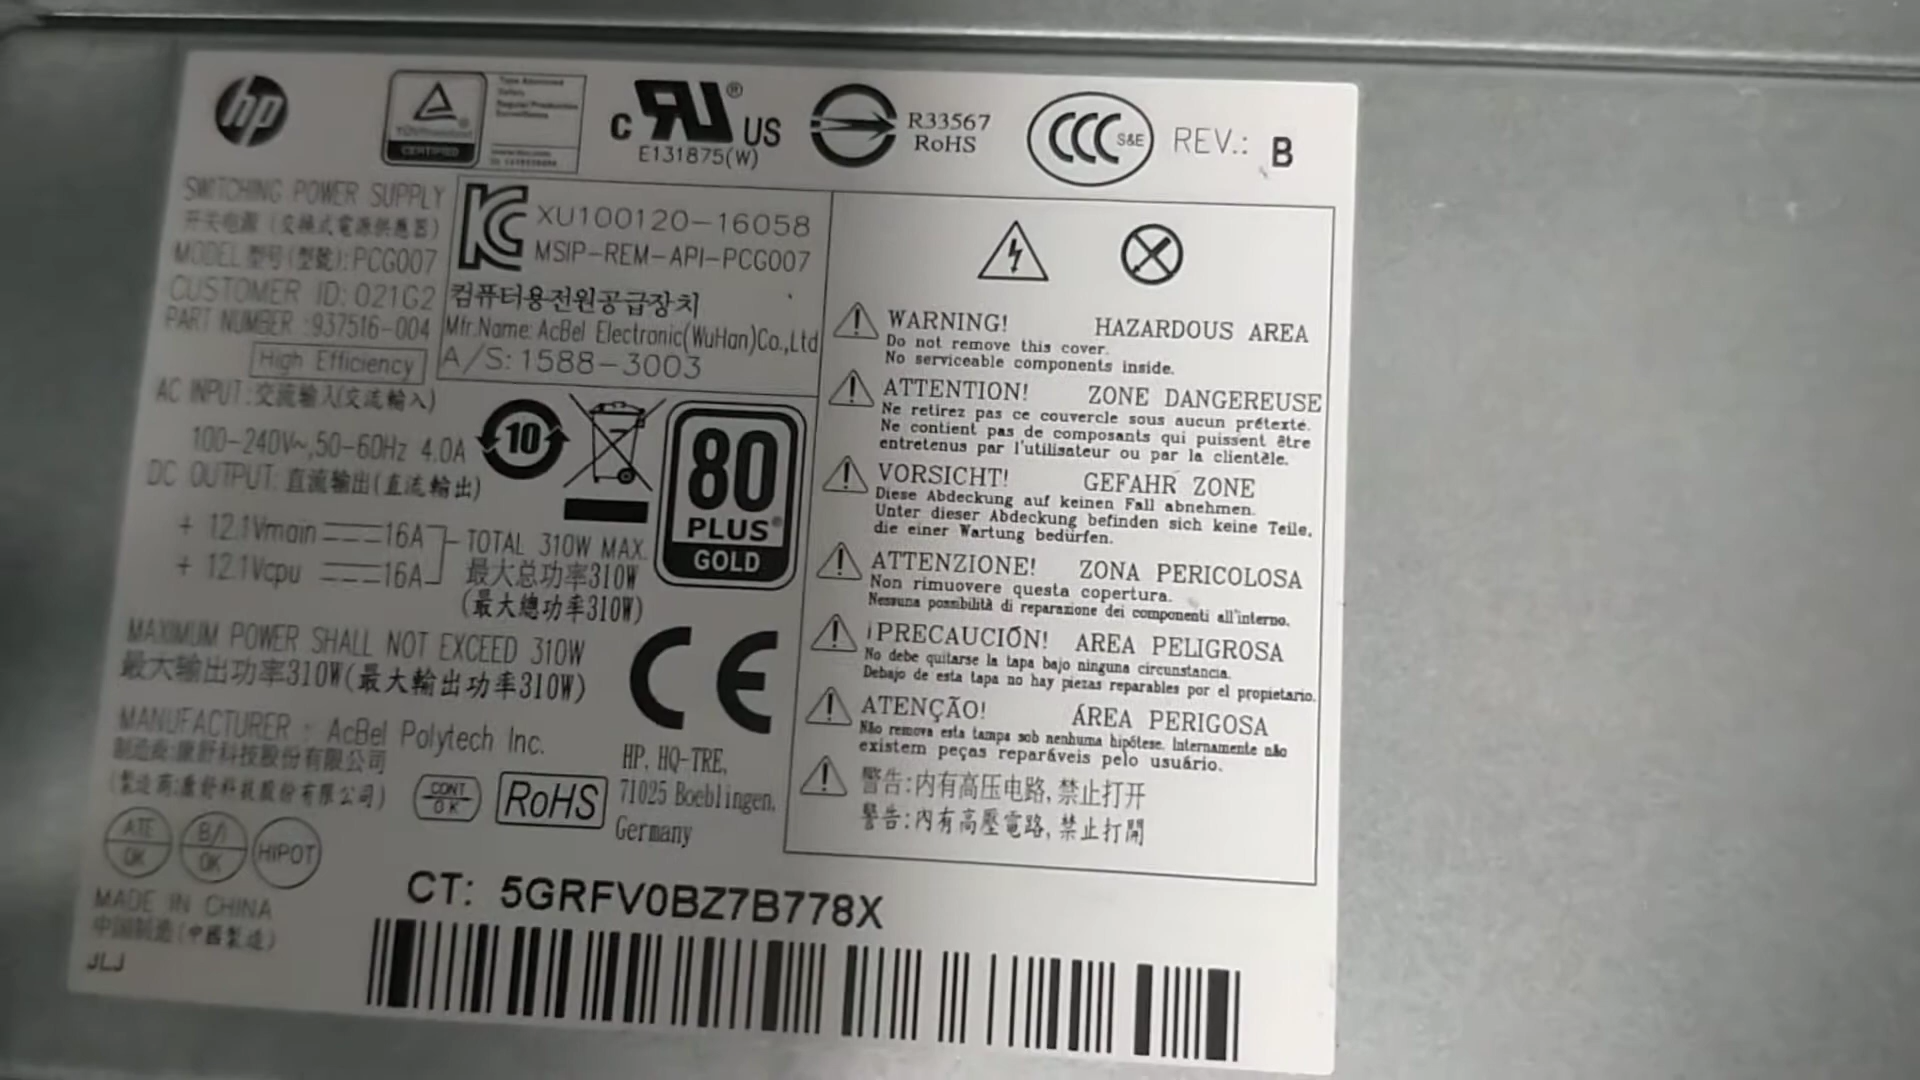 hp
TÜVRheinland
CERTIFIED
Type Approved
Safety
Regular Production
Surveillance
c RU ® US
E131875(W)
R33567
RoHS
CCC S&E
REV.: B
SWITCHING POWER SUPPLY
开关电源 (交換式電源供應器)
MODEL 型号(型號):PCG007
CUSTOMER ID: 021G2
PART NUMBER :937516-004
High Efficiency
XU100120-16058
MSIP-REM-API-PCG007
컴퓨터용전원공급장치
Mfr.Name: AcBel Electronic(WuHan)Co.,Ltd
A/S: 1588-3003
AC INPUT:交流输入(交流輸入)
100-240V~,50-60Hz 4.0A
DC OUTPUT: 直流输出(直流輸出)
+ 12.1Vmain 16A
+ 12.1Vcpu 16A
TOTAL 310W MAX.
最大总功率310W
(最大總功率310W)
10
80
PLUS®
GOLD
MAXIMUM POWER SHALL NOT EXCEED 310W
最大输出功率310W(最大輸出功率310W)
CE
MANUFACTURER : AcBel Polytech Inc.
制造商:康舒科技股份有限公司
(製造商:康舒科技股份有限公司)
CONT
OK
RoHS
HP, HQ-TRE,
71025 Boeblingen,
Germany
ATE
OK
B/I
OK
HIPOT
MADE IN CHINA
中国制造(中國製造)
JLJ
WARNING! HAZARDOUS AREA
Do not remove this cover.
No serviceable components inside.
ATTENTION! ZONE DANGEREUSE
Ne retirez pas ce couvercle sous aucun prétexte.
Ne contient pas de composants qui puissent être
entretenus par l'utilisateur ou par la clientèle.
VORSICHT! GEFAHR ZONE
Diese Abdeckung auf keinen Fall abnehmen.
Unter dieser Abdeckung befinden sich keine Teile,
die einer Wartung bedürfen.
ATTENZIONE! ZONA PERICOLOSA
Non rimuovere questa copertura.
Nessuna possibilità di reparazione dei componenti all'interno.
¡PRECAUCIÓN! AREA PELIGROSA
No debe quitarse la tapa bajo ninguna circunstancia.
Debajo de esta tapa no hay piezas reparables por el propietario.
ATENÇÃO! ÁREA PERIGOSA
Não remova esta tampa sob nenhuma hipótese. Internamente não
existem peças reparáveis pelo usuário.
警告:内有高压电路, 禁止打开
警告:內有高壓電路, 禁止打開
CT: 5GRFV0BZ7B778X